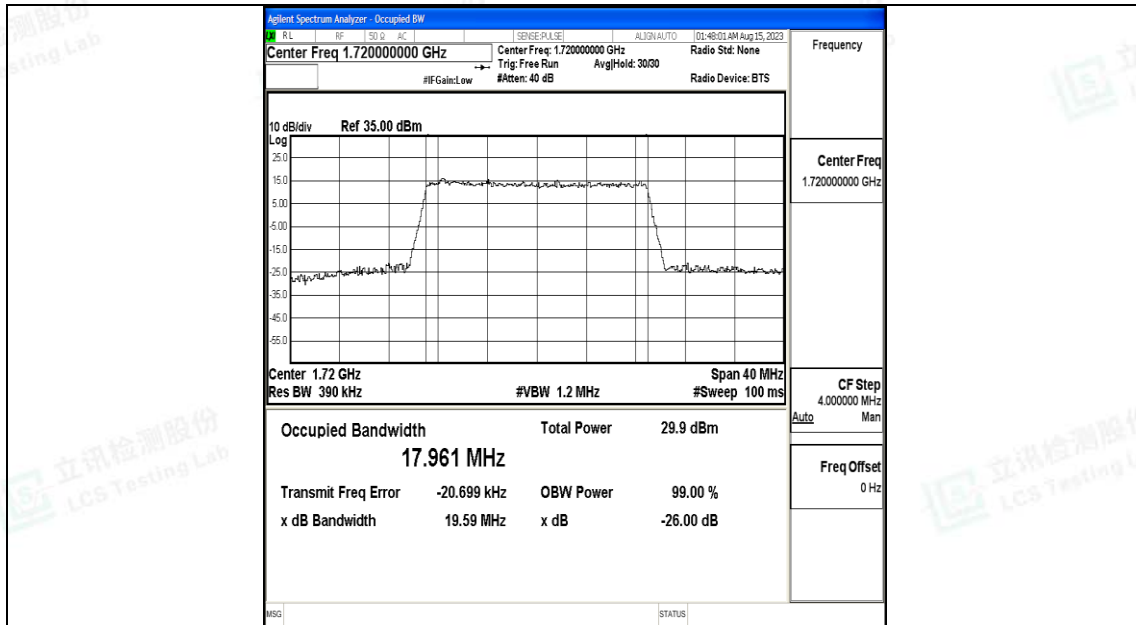 Agilent Spectrum Analyzer - Occupied BW
LXI RL RF 50 Ω AC SENSE:PULSE ALIGN AUTO 01:48:01 AM Aug 15, 2023
Center Freq 1.720000000 GHz
Center Freq: 1.720000000 GHz Radio Std: None
Trig: Free Run Avg|Hold: 30/30
#IFGain:Low #Atten: 40 dB Radio Device: BTS
Frequency
10 dB/div Ref 35.00 dBm
Log
25.0
15.0
5.00
-5.00
-15.0
-25.0
-35.0
-45.0
-55.0
Center 1.72 GHz Span 40 MHz
Res BW 390 kHz #VBW 1.2 MHz #Sweep 100 ms
Center Freq
1.720000000 GHz
CF Step
4.000000 MHz
Auto Man
Freq Offset
0 Hz
Occupied Bandwidth Total Power 29.9 dBm
17.961 MHz
Transmit Freq Error -20.699 kHz OBW Power 99.00 %
x dB Bandwidth 19.59 MHz x dB -26.00 dB
MSG STATUS
立讯检测股份
LCS Testing Lab
立讯检测股份
LCS Testing